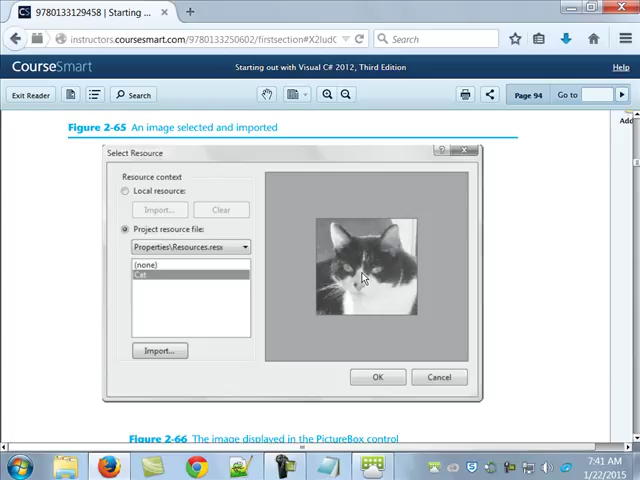 9780133129458 | Starting ...
instructors.coursesmart.com/9780133250602/firstsection#X2ludC
Search
CourseSmart
Starting out with Visual C# 2012, Third Edition
Help
Exit Reader
Search
Page 94
Go to
Add
Figure 2-65 An image selected and imported
Select Resource
Resource context
Local resource:
Import...
Clear
Project resource file:
Properties\Resources.resx
(none)
Cat
Import...
OK
Cancel
Figure 2-66 The image displayed in the PictureBox control
7:41 AM
1/22/2015